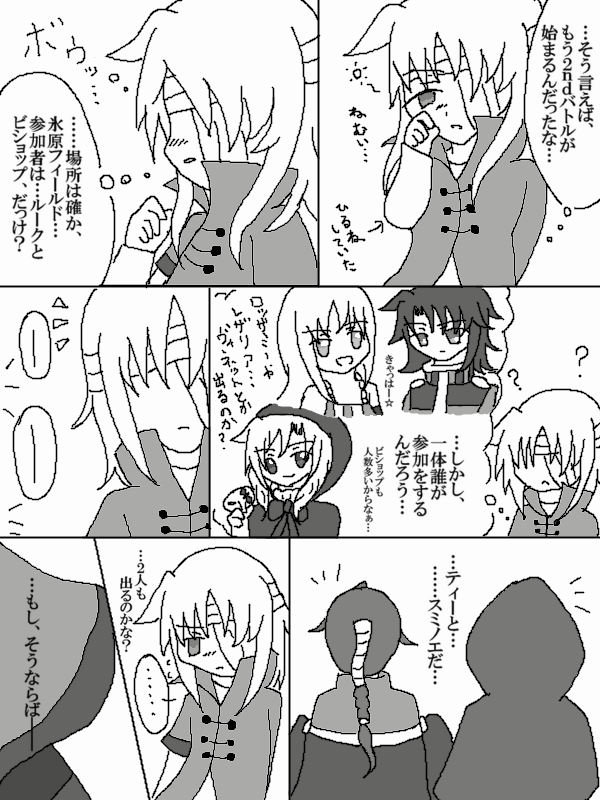 …そう言えば、
もう2ndバトルが
始まるんだったな…
ねむい…
ひるね
していた
ボウッ…
……場所は確か、
氷原フィールド…
参加者は…ルークと
ビショップ、だっけ？
？
？
…しかし、
一体誰が
参加をする
んだろう…
ビショップも
人数多いからなぁ…
きゃはー☆
ロッザミーや
レザリア…
ヴィネットとか
出るのか？
…ティーと…
……スミノエだ…
…2人も
出るのかな？
……
…もし、そうならば――